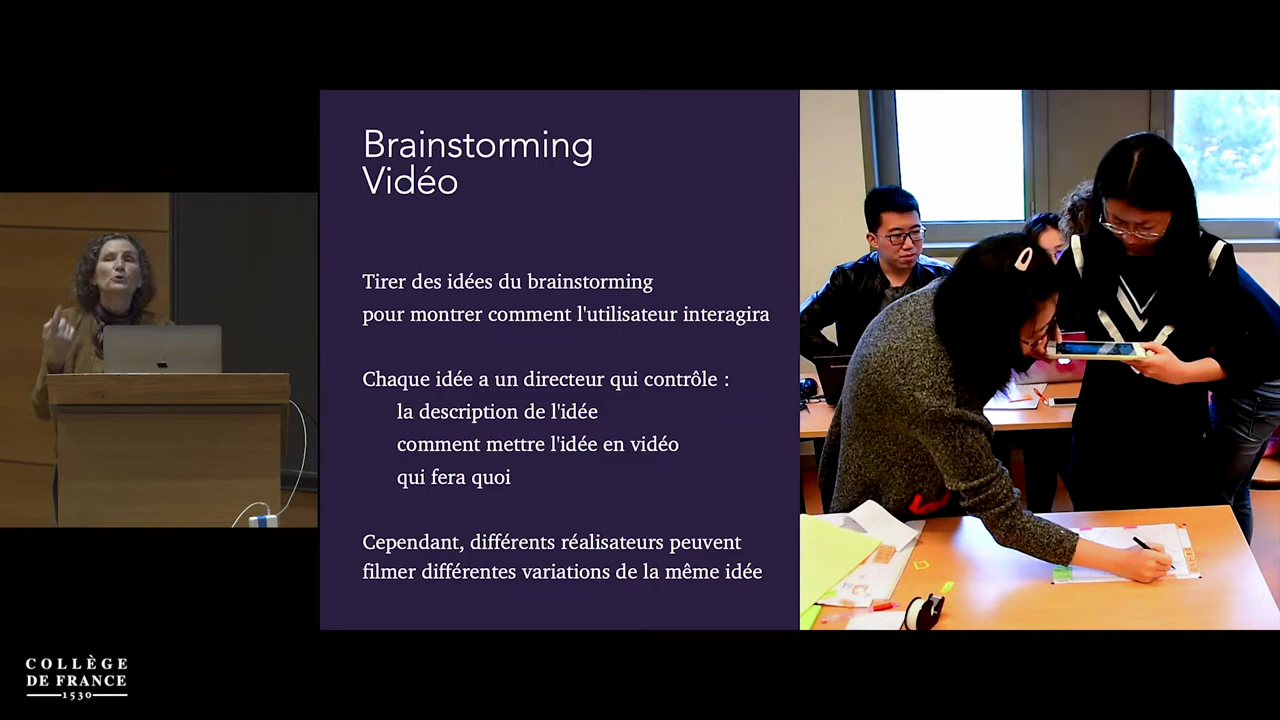 Brainstorming
Vidéo
Tirer des idées du brainstorming
pour montrer comment l'utilisateur interagira
Chaque idée a un directeur qui contrôle :
la description de l'idée
comment mettre l'idée en vidéo
qui fera quoi
Cependant, différents réalisateurs peuvent
filmer différentes variations de la même idée
COLLÈGE
DE FRANCE
1530